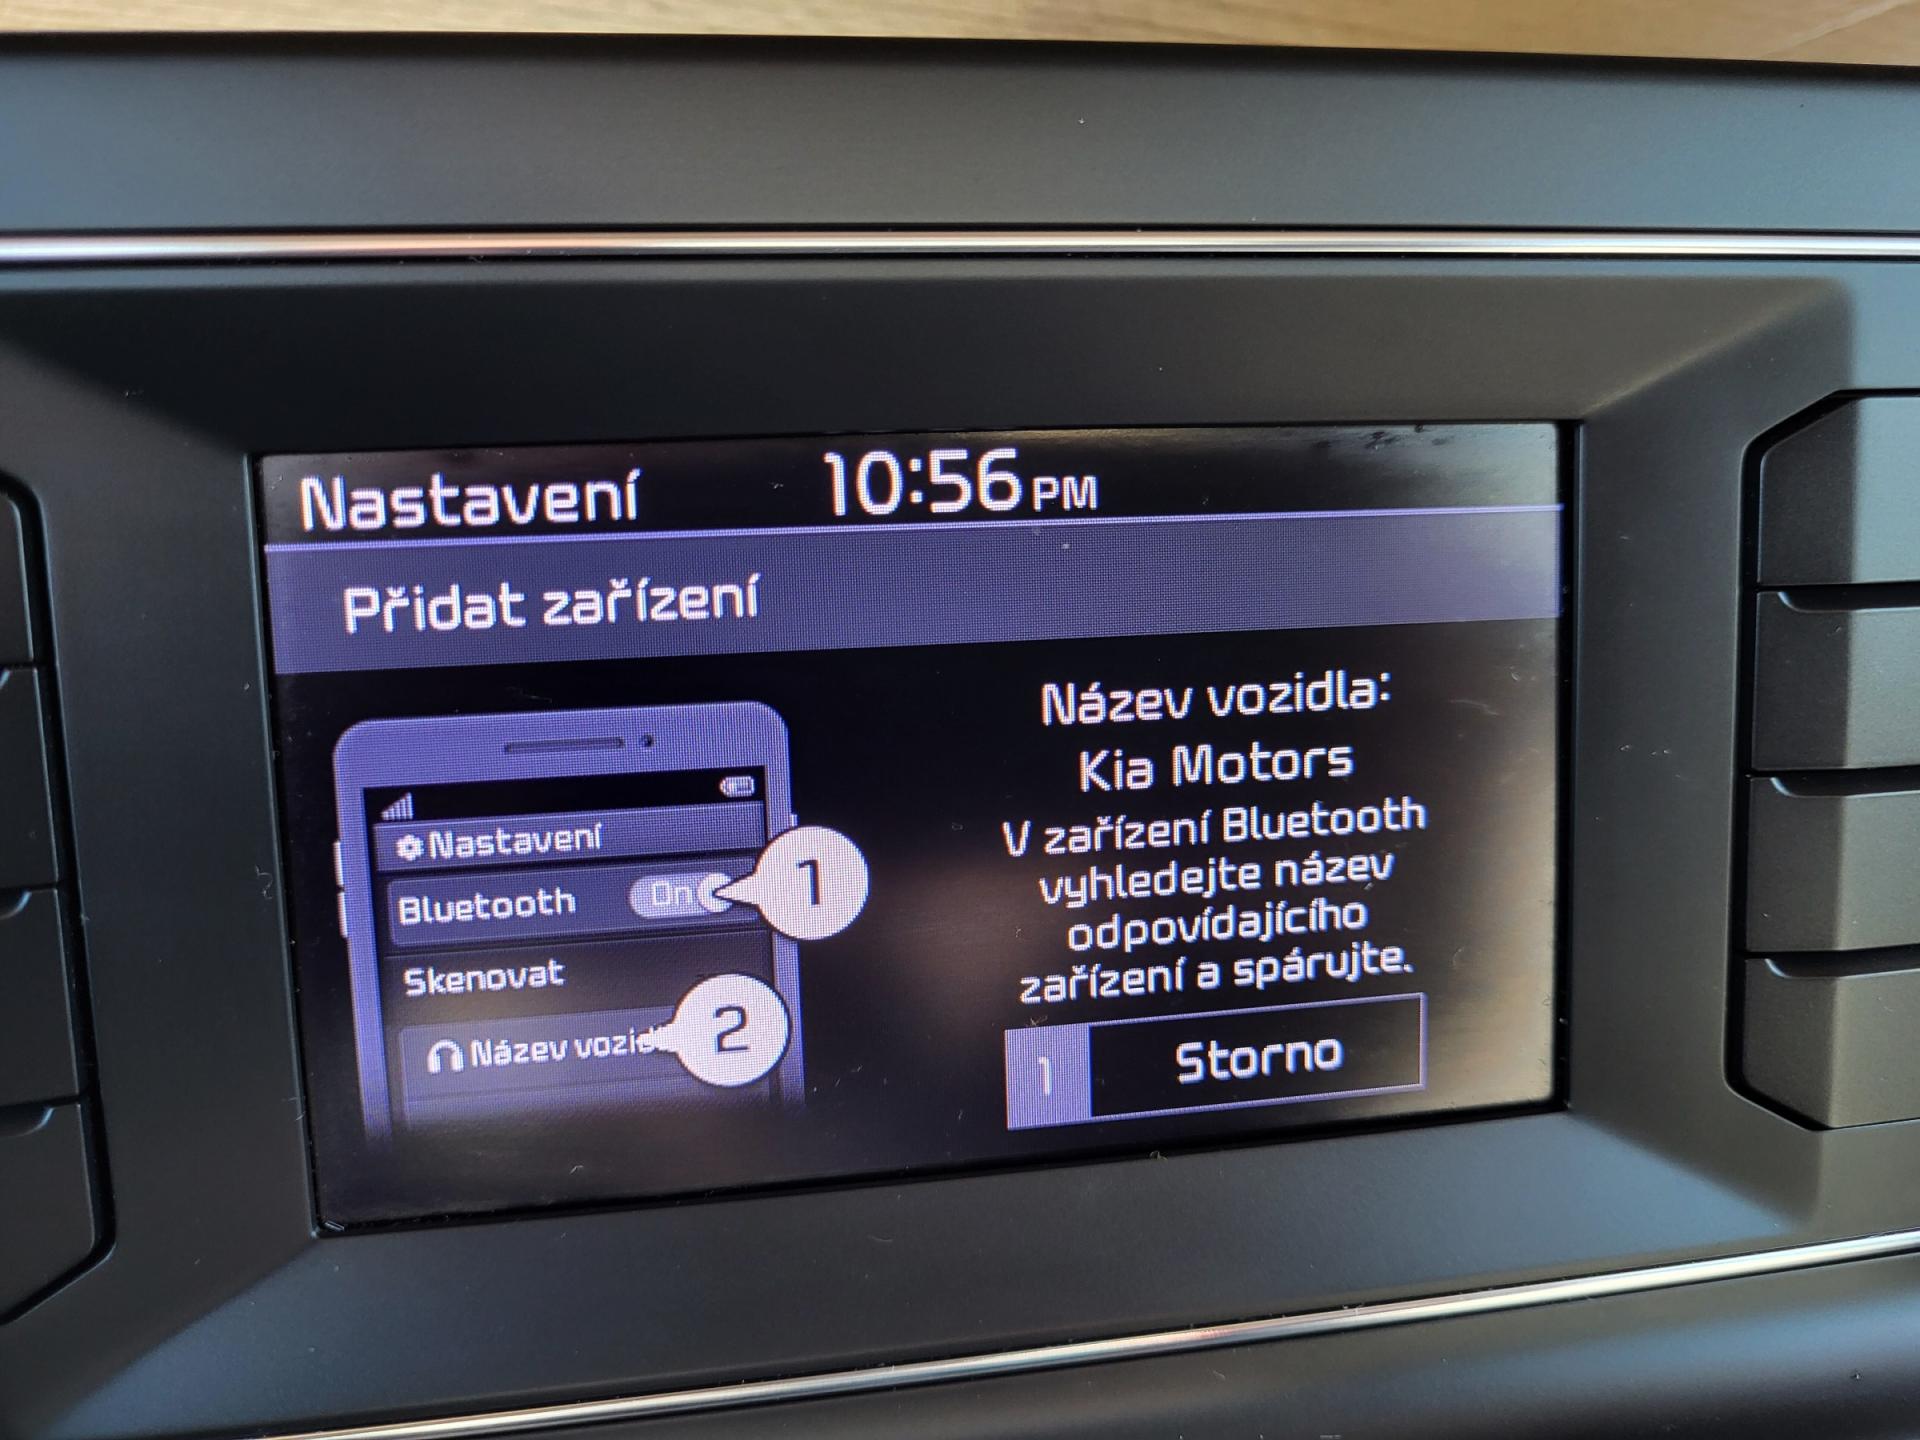 Nastavení 10:56 PM
Přidat zařízení
Nastavení
Bluetooth On
1
Skenovat
Název
2
Název vozidla:
Kia Motors
V zařízení Bluetooth
vyhledejte název
odpovídajícího
zařízení a spárujte.
1 Storno